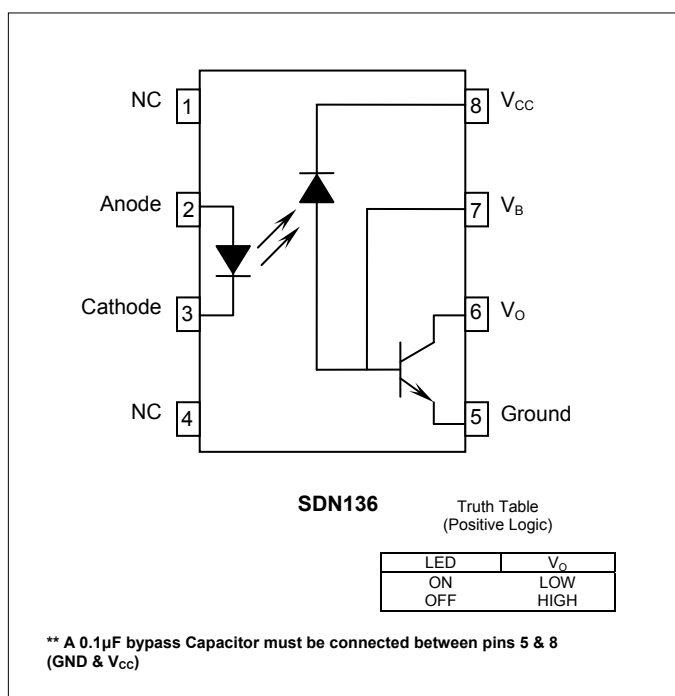 NC 1
8 VCC
Anode 2
7 VB
Cathode 3
6 VO
NC 4
5 Ground
SDN136
Truth Table
(Positive Logic)
LED VO
ON LOW
OFF HIGH
** A 0.1µF bypass Capacitor must be connected between pins 5 & 8
(GND & VCC)